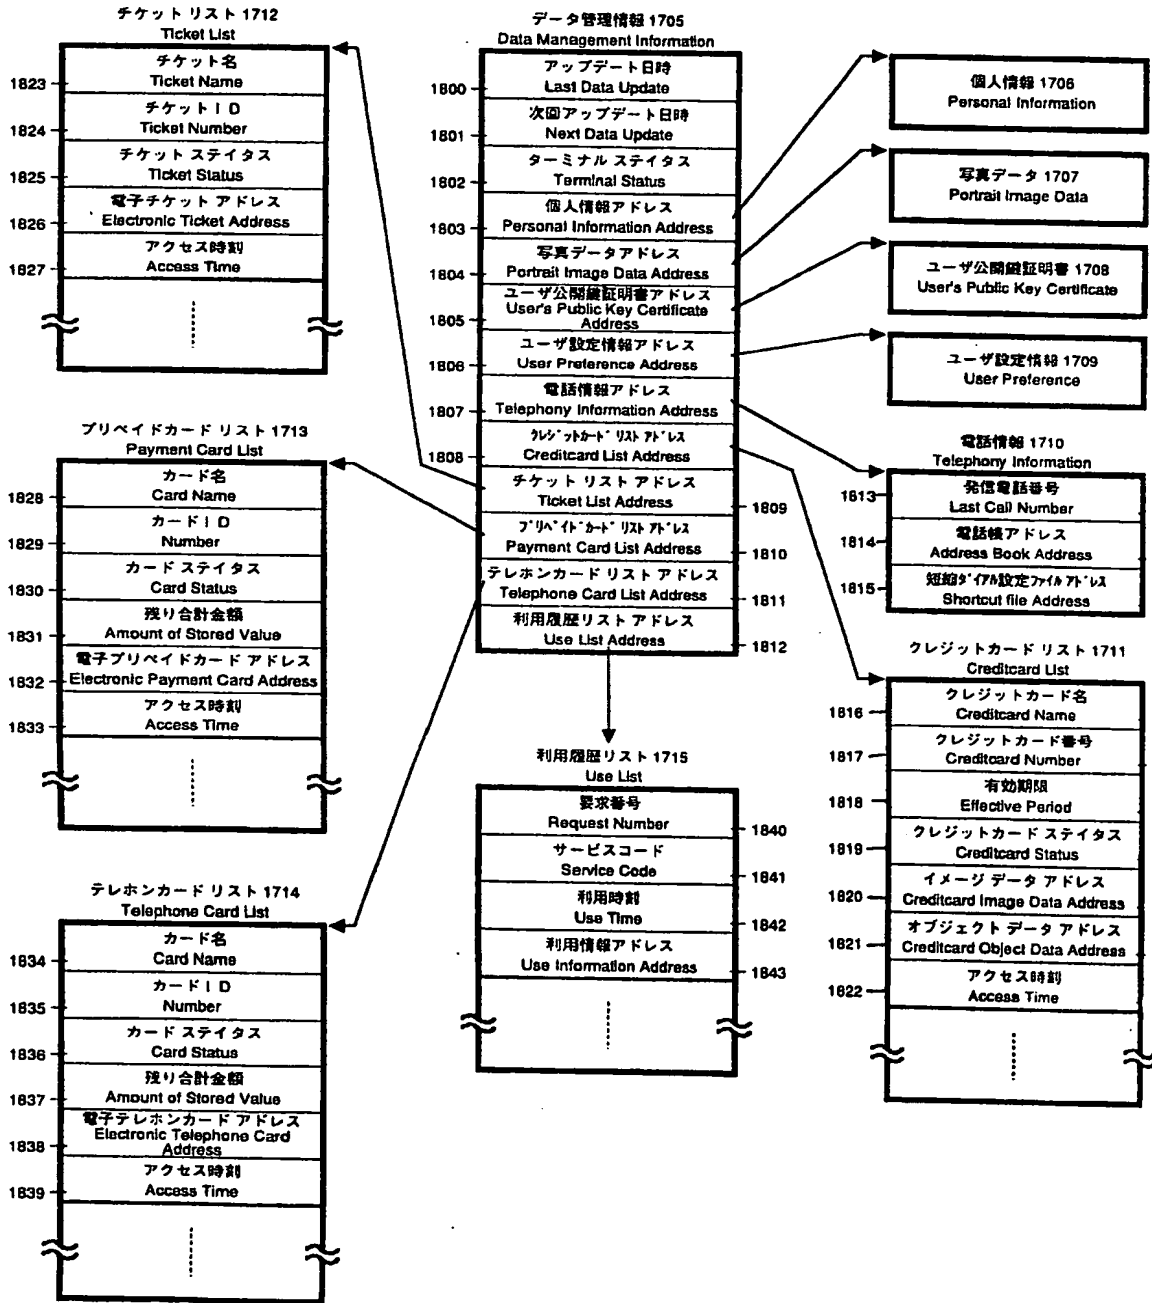 チケット リスト 1712
Ticket List
1823
チケット名
Ticket Name
1824
チケットID
Ticket Number
1825
チケット ステイタス
Ticket Status
1826
電子チケット アドレス
Electronic Ticket Address
1827
アクセス時刻
Access Time
プリペイドカード リスト 1713
Payment Card List
1828
カード名
Card Name
1829
カードID
Number
1830
カード ステイタス
Card Status
1831
残り合計金額
Amount of Stored Value
1832
電子プリペイドカード アドレス
Electronic Payment Card Address
1833
アクセス時刻
Access Time
テレホンカード リスト 1714
Telephone Card List
1834
カード名
Card Name
1835
カードID
Number
1836
カード ステイタス
Card Status
1837
残り合計金額
Amount of Stored Value
1838
電子テレホンカード アドレス
Electronic Telephone Card
Address
1839
アクセス時刻
Access Time
データ管理情報 1705
Data Management Information
1800
アップデート日時
Last Data Update
1801
次回アップデート日時
Next Data Update
1802
ターミナル ステイタス
Terminal Status
1803
個人情報アドレス
Personal Information Address
1804
写真データアドレス
Portrait Image Data Address
1805
ユーザ公開鍵証明書アドレス
User's Public Key Certificate
Address
1806
ユーザ設定情報アドレス
User Preference Address
1807
電話情報アドレス
Telephony Information Address
1808
クレジットカード リスト アドレス
Creditcard List Address
チケット リスト アドレス
Ticket List Address
1809
プリペイドカード リスト アドレス
Payment Card List Address
1810
テレホンカード リスト アドレス
Telephone Card List Address
1811
利用履歴リスト アドレス
Use List Address
1812
利用履歴リスト 1715
Use List
要求番号
Request Number
1840
サービスコード
Service Code
1841
利用時刻
Use Time
1842
利用情報アドレス
Use Information Address
1843
個人情報 1706
Personal Information
写真データ 1707
Portrait Image Data
ユーザ公開鍵証明書 1708
User's Public Key Certificate
ユーザ設定情報 1709
User Preference
電話情報 1710
Telephony Information
1813
発信電話番号
Last Call Number
1814
電話帳アドレス
Address Book Address
1815
短縮ダイアル設定ファイル アドレス
Shortcut file Address
クレジットカード リスト 1711
Creditcard List
1816
クレジットカード名
Creditcard Name
1817
クレジットカード番号
Creditcard Number
1818
有効期限
Effective Period
1819
クレジットカード ステイタス
Creditcard Status
1820
イメージ データ アドレス
Creditcard Image Data Address
1821
オブジェクト データ アドレス
Creditcard Object Data Address
1822
アクセス時刻
Access Time